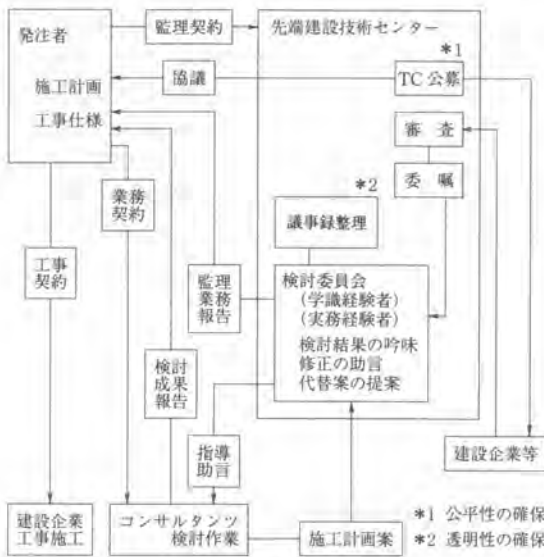 発注者
施工計画
工事仕様
監理契約
先端建設技術センター
*1
協議
TC公募
審査
委嘱
*2
議事録整理
業務
契約
工事
契約
監理
業務
報告
検討委員会
(学識経験者)
(実務経験者)
検討結果の吟味
修正の助言
代替案の提案
検討
成果
報告
指導
助言
建設企業等
建設企業
工事施工
コンサルタンツ
検討作業
施工計画案
*1 公平性の確保
*2 透明性の確保